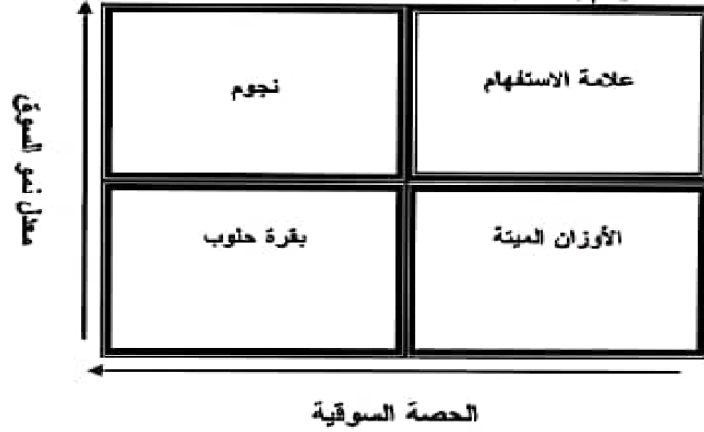 علامة الاستفهام
نجوم
معدل نمو السوق
الأوزان الميتة
بقرة حلوب
الحصة السوقية